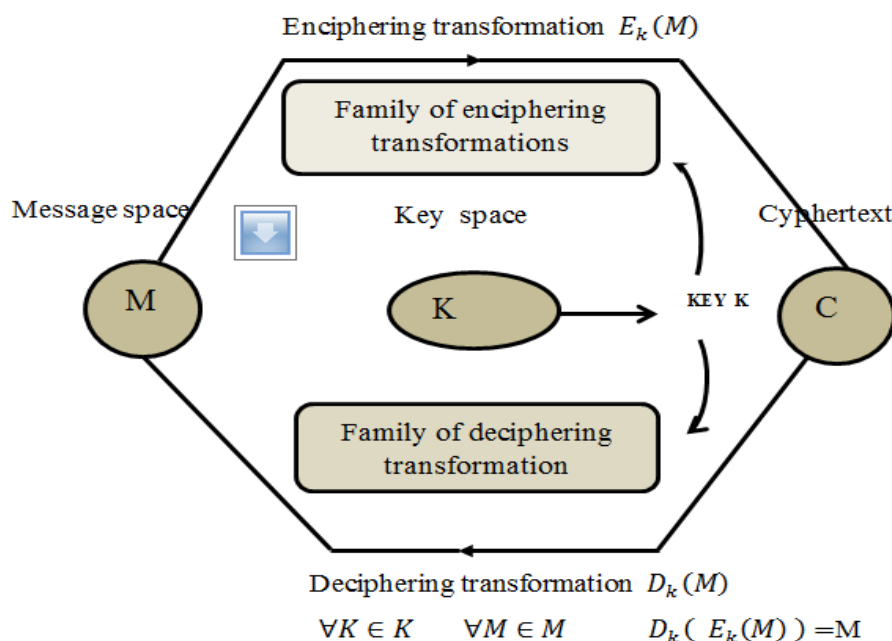 Enciphering transformation E_k(M)
Family of enciphering
transformations
Message space
Key space
Cyphertext
M
K
KEY K
C
Family of deciphering
transformation
Deciphering transformation D_k(M)
∀K ∈ K ∀M ∈ M D_k( E_k(M) ) =M